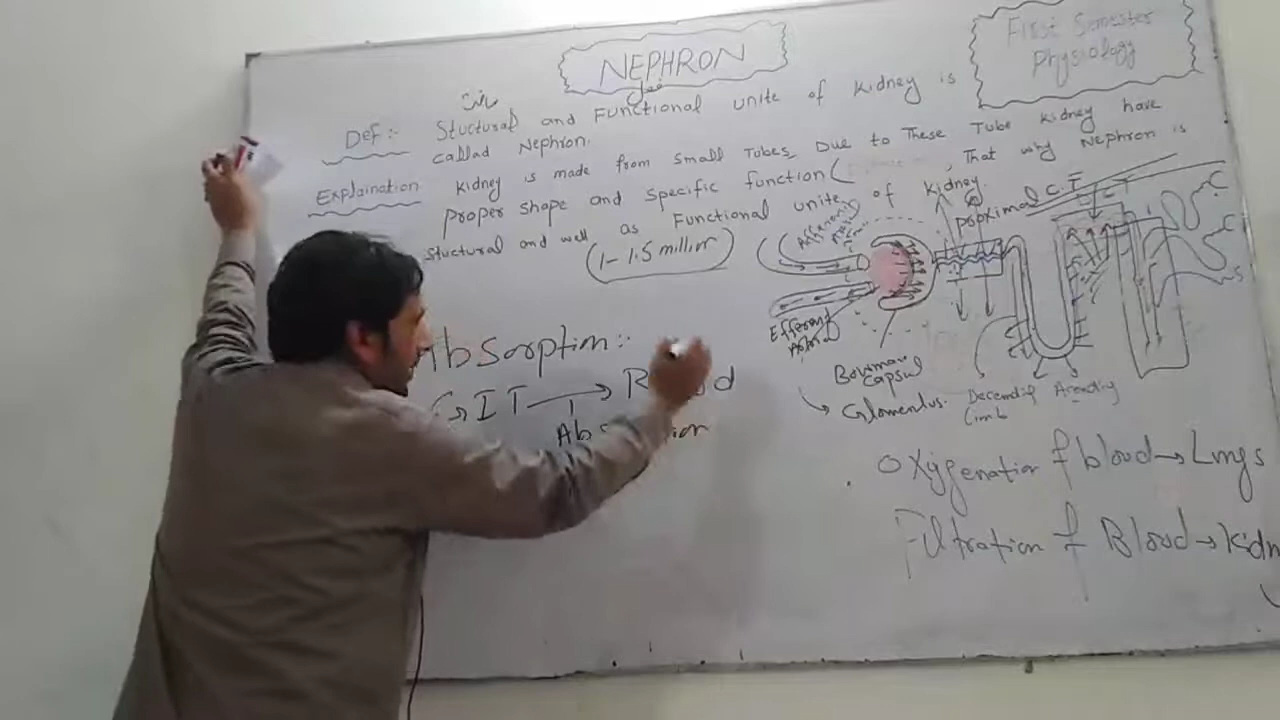 NEPHRON
First Semester
Physiology
Def:- Stuctural and Functional unite of kidney is
called Nephron.
Explaination kidney is made from small Tubes Due to These Tube kidney have
proper shape and specific function ( , That why Nephron is
stuctural and well as Functional unite of kidney.
(1-1.5 million)
proximal C.T
Efferent
Bowman
Capsul
Glomerulus.
Decending
Limb
Acending
Absorption:-
GIT → Blood
Oxygenation of blood → Lungs
Filtration of Blood → kidn